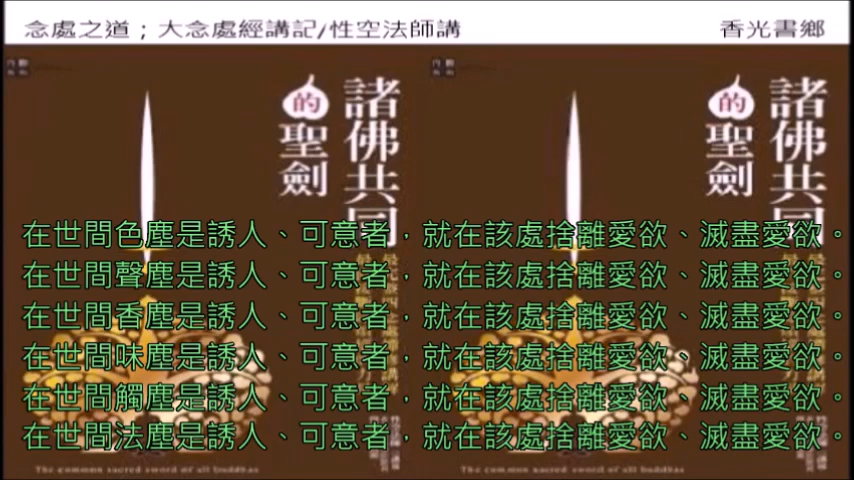 念處之道；大念處經講記/性空法師講
香光書鄉
諸佛共同
的聖劍
諸佛共同
的聖劍
在世間色塵是誘人、可意者，就在該處捨離愛欲、滅盡愛欲。
在世間聲塵是誘人、可意者，就在該處捨離愛欲、滅盡愛欲。
在世間香塵是誘人、可意者，就在該處捨離愛欲、滅盡愛欲。
在世間味塵是誘人、可意者，就在該處捨離愛欲、滅盡愛欲。
在世間觸塵是誘人、可意者，就在該處捨離愛欲、滅盡愛欲。
在世間法塵是誘人、可意者，就在該處捨離愛欲、滅盡愛欲。
The common sacred sword of all buddhas
The common sacred sword of all buddhas